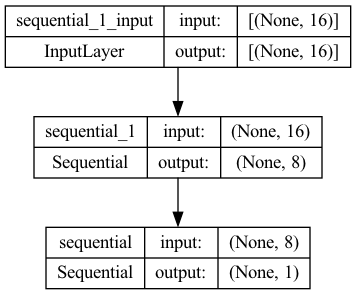 sequential_1_input input: [(None, 16)]
InputLayer output: [(None, 16)]
sequential_1 input: (None, 16)
Sequential output: (None, 8)
sequential input: (None, 8)
Sequential output: (None, 1)